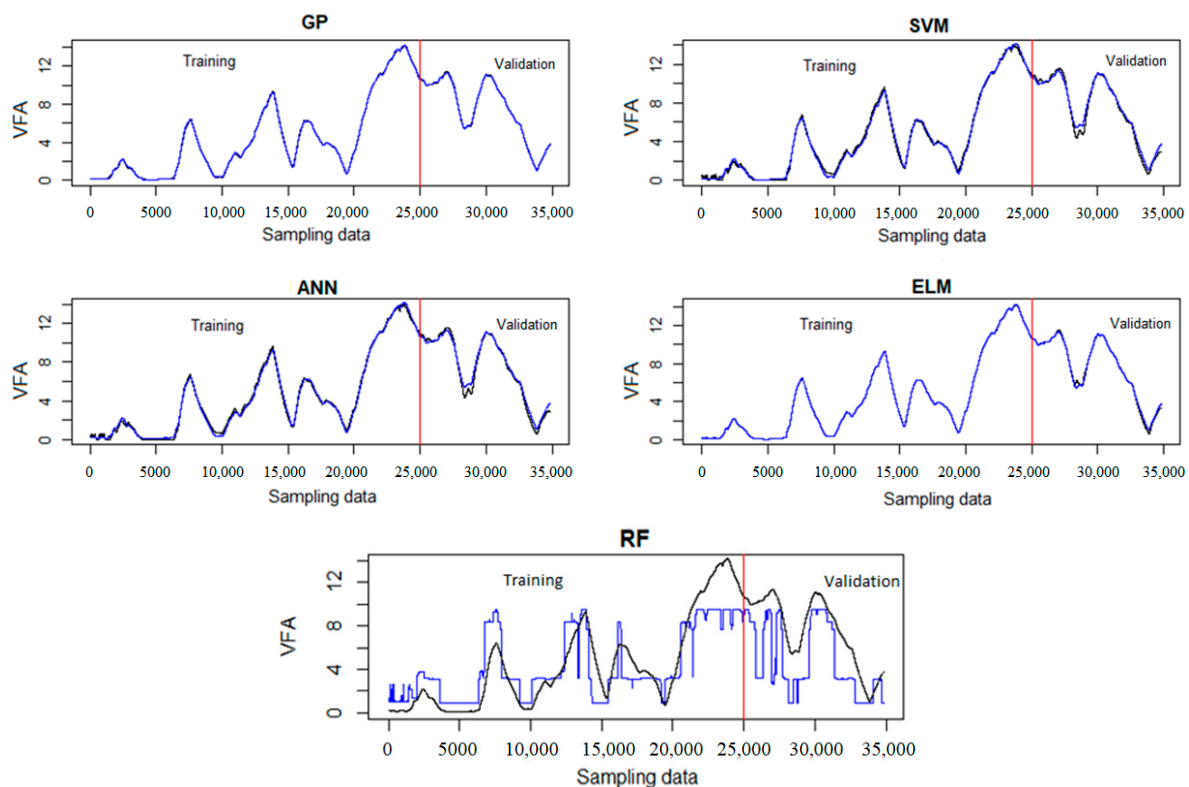 GP
Training
Validation
VFA
12
8
4
0
0 5000 10,000 15,000 20,000 25,000 30,000 35,000
Sampling data
SVM
Training
Validation
VFA
12
8
4
0
0 5000 10,000 15,000 20,000 25,000 30,000 35,000
Sampling data
ANN
Training
Validation
VFA
12
8
4
0
0 5000 10,000 15,000 20,000 25,000 30,000 35,000
Sampling data
ELM
Training
Validation
VFA
12
8
4
0
0 5000 10,000 15,000 20,000 25,000 30,000 35,000
Sampling data
RF
Training
Validation
VFA
12
8
4
0
0 5000 10,000 15,000 20,000 25,000 30,000 35,000
Sampling data